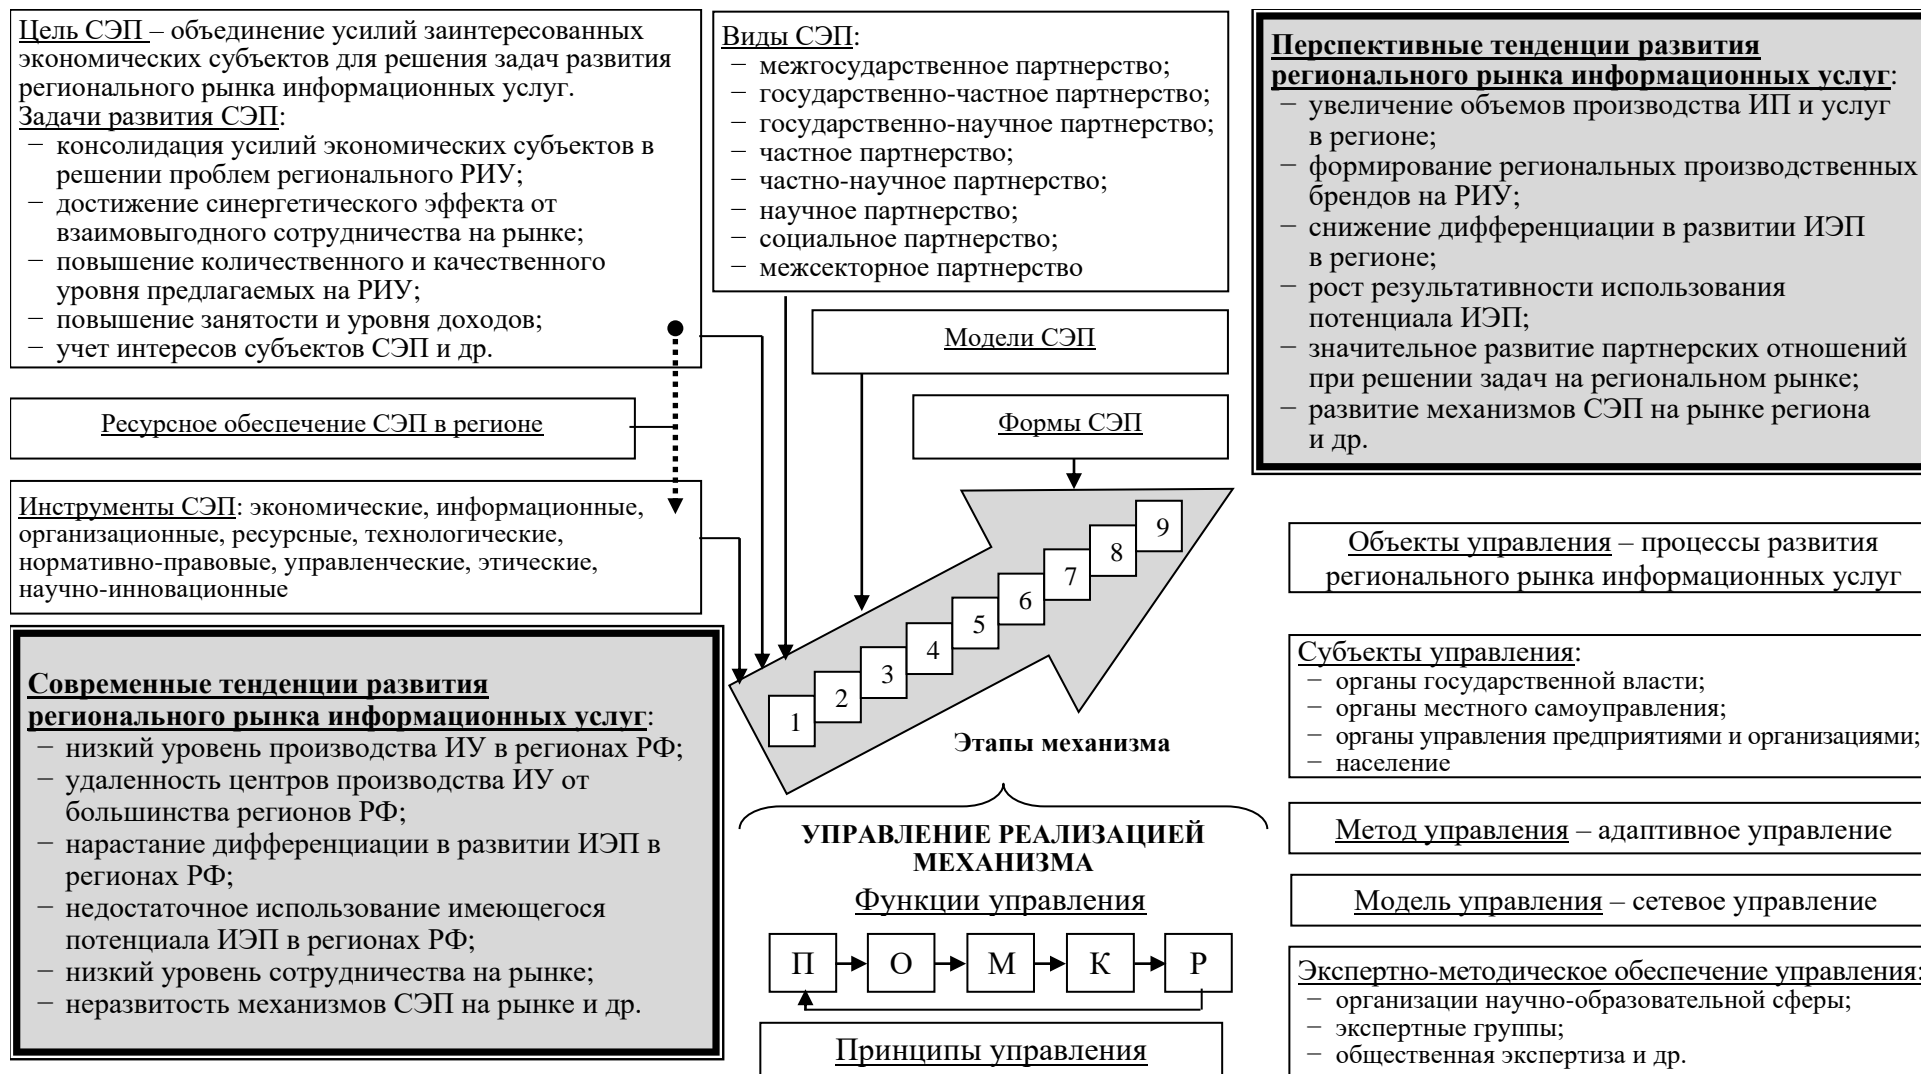 Цель СЭП – объединение усилий заинтересованных
экономических субъектов для решения задач развития
регионального рынка информационных услуг.
Задачи развития СЭП:
− консолидация усилий экономических субъектов в
решении проблем регионального РИУ;
− достижение синергетического эффекта от
взаимовыгодного сотрудничества на рынке;
− повышение количественного и качественного
уровня предлагаемых на РИУ;
− повышение занятости и уровня доходов;
− учет интересов субъектов СЭП и др.
Виды СЭП:
− межгосударственное партнерство;
− государственно-частное партнерство;
− государственно-научное партнерство;
− частное партнерство;
− частно-научное партнерство;
− научное партнерство;
− социальное партнерство;
− межсекторное партнерство
Перспективные тенденции развития
регионального рынка информационных услуг:
− увеличение объемов производства ИП и услуг
в регионе;
− формирование региональных производственных
брендов на РИУ;
− снижение дифференциации в развитии ИЭП
в регионе;
− рост результативности использования
потенциала ИЭП;
− значительное развитие партнерских отношений
при решении задач на региональном рынке;
− развитие механизмов СЭП на рынке региона
и др.
Модели СЭП
Формы СЭП
Ресурсное обеспечение СЭП в регионе
Инструменты СЭП: экономические, информационные,
организационные, ресурсные, технологические,
нормативно-правовые, управленческие, этические,
научно-инновационные
Современные тенденции развития
регионального рынка информационных услуг:
− низкий уровень производства ИУ в регионах РФ;
− удаленность центров производства ИУ от
большинства регионов РФ;
− нарастание дифференциации в развитии ИЭП в
регионах РФ;
− недостаточное использование имеющегося
потенциала ИЭП в регионах РФ;
− низкий уровень сотрудничества на рынке;
− неразвитость механизмов СЭП на рынке и др.
1
2
3
4
5
6
7
8
9
Этапы механизма
УПРАВЛЕНИЕ РЕАЛИЗАЦИЕЙ
МЕХАНИЗМА
Функции управления
П О М К Р
Принципы управления
Объекты управления – процессы развития
регионального рынка информационных услуг
Субъекты управления:
− органы государственной власти;
− органы местного самоуправления;
− органы управления предприятиями и организациями;
− население
Метод управления – адаптивное управление
Модель управления – сетевое управление
Экспертно-методическое обеспечение управления:
− организации научно-образовательной сферы;
− экспертные группы;
− общественная экспертиза и др.